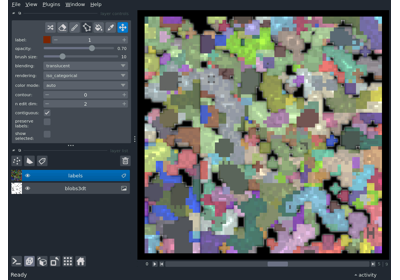 File View Plugins Window Help
label: 1
opacity: 0.70
brush size: 10
blending: translucent
rendering: iso_categorical
color mode: auto
contour: 0
n edit dim: 2
contiguous:
preserve
labels:
show
selected:
labels
blobs3dt
Ready
activity